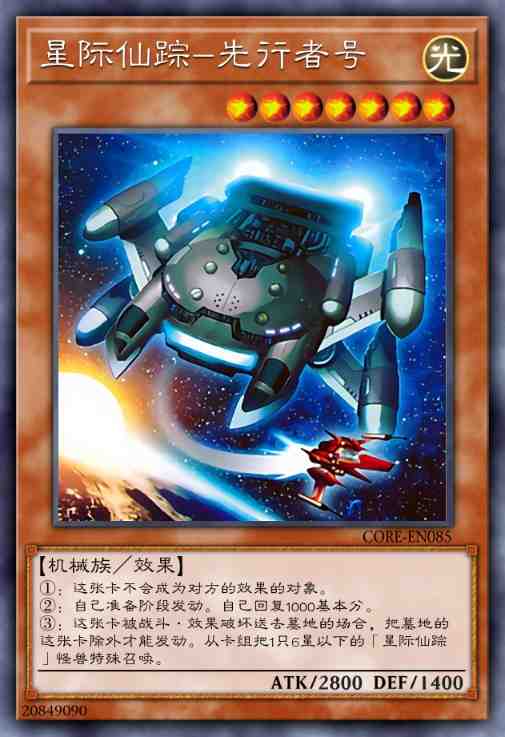 星际仙踪-先行者号
光
CORE-EN085
【机械族／效果】
①：这张卡不会成为对方的效果的对象。
②：自己准备阶段发动。自己回复1000基本分。
③：这张卡被战斗·效果破坏送去墓地的场合，把墓地的
这张卡除外才能发动。从卡组把1只6星以下的「星际仙踪
」怪兽特殊召唤。
ATK/2800 DEF/1400
20849090